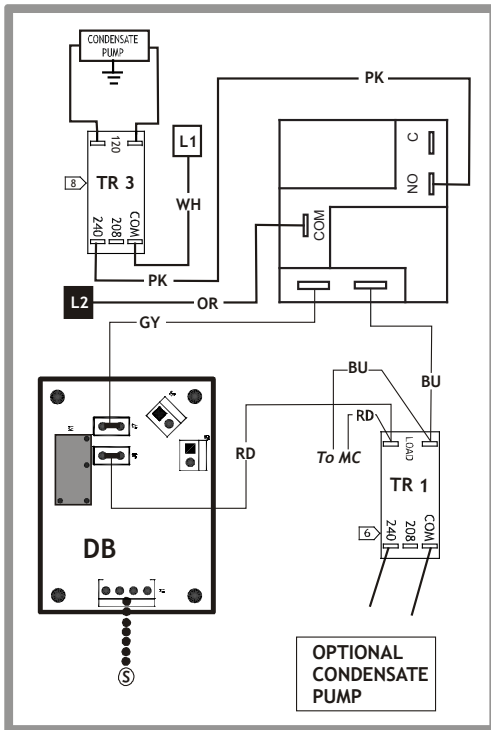 CONDENSATE
PUMP
PK
120
L1
C
8
TR 3
NO
WH
240
208
COM
COM
PK
L2
OR
GY
BU
BU
RD
RD
To MC
LOAD
TR 1
DB
6
240
208
COM
S
OPTIONAL
CONDENSATE
PUMP